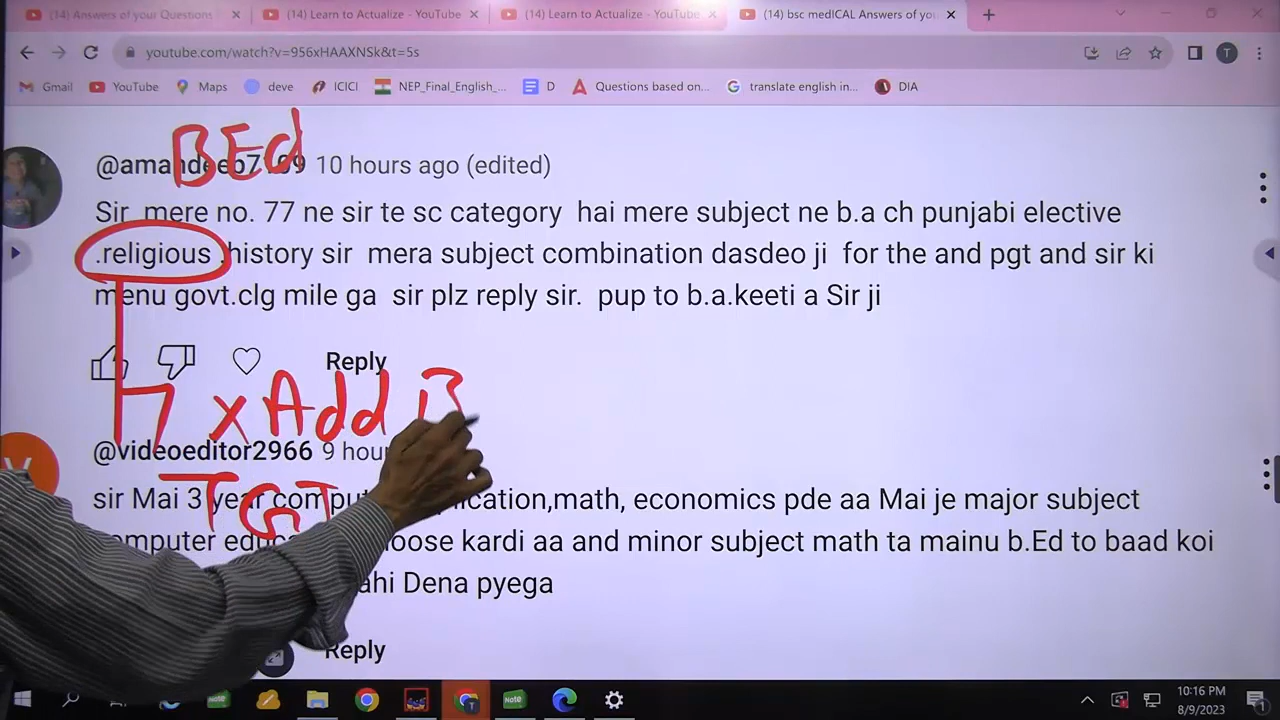 (14) Answers of your Questions
(14) Learn to Actualize - YouTube
(14) Learn to Actualize - YouTube
(14) bsc medICAL Answers of you
youtube.com/watch?v=956xHAAXNSk&t=5s
Gmail YouTube Maps deve ICICI NEP_Final_English_... D Questions based on... translate english in... DIA
BEd
10 hours ago (edited)
Sir mere no. 77 ne sir te sc category hai mere subject ne b.a ch punjabi elective
.religious .history sir mera subject combination dasdeo ji for the and pgt and sir ki
menu govt.clg mile ga sir plz reply sir. pup to b.a.keeti a Sir ji
Reply
x Add B
@videoeditor2966 9
TGT
sir Mai 3 year ,math, economics pde aa Mai je major subject
kardi aa and minor subject math ta mainu b.Ed to baad koi
Dena pyega
Reply
10:16 PM
8/9/2023